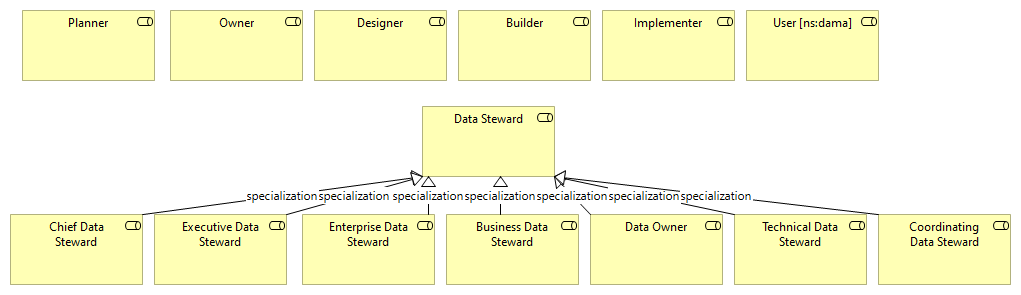 Planner
Owner
Designer
Builder
Implementer
User [ns:dama]
Data Steward
specialization
specialization
specialization
specialization
specialization
specialization
specialization
Chief Data
Steward
Executive Data
Steward
Enterprise Data
Steward
Business Data
Steward
Data Owner
Technical Data
Steward
Coordinating
Data Steward